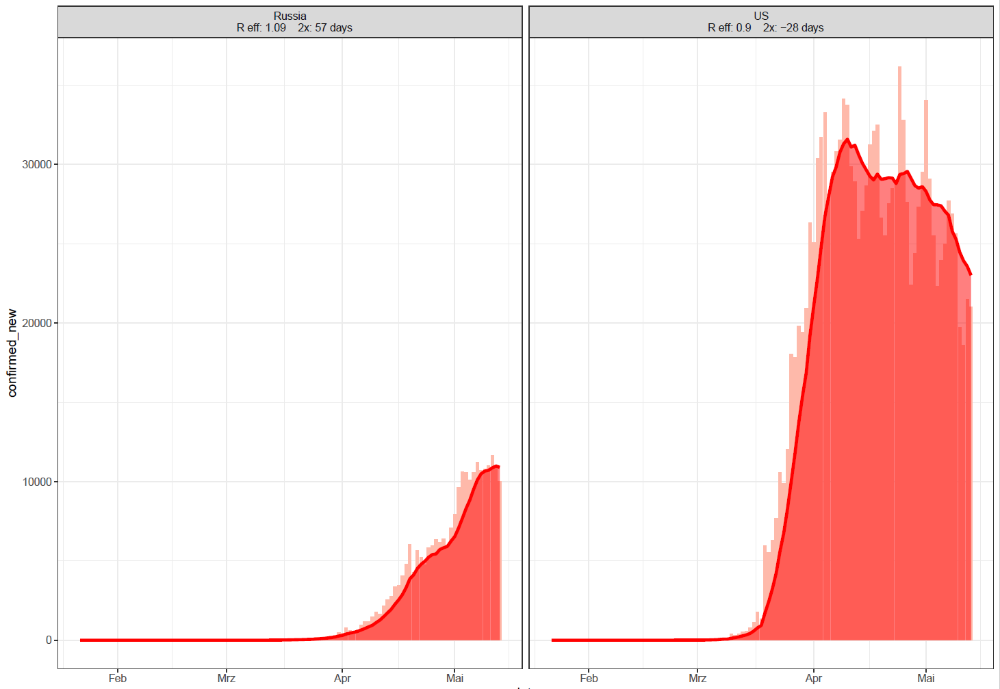 Russia
R eff: 1.09    2x: 57 days
US
R eff: 0.9    2x: −28 days
confirmed_new
30000
20000
10000
0
Feb
Mrz
Apr
Mai
Feb
Mrz
Apr
Mai